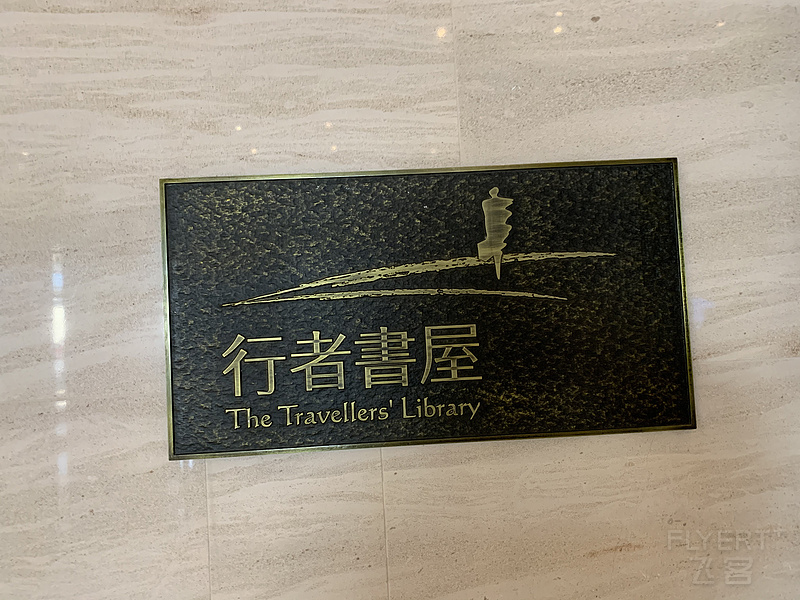 行者書屋
The Travellers' Library
FLYERT
飞客